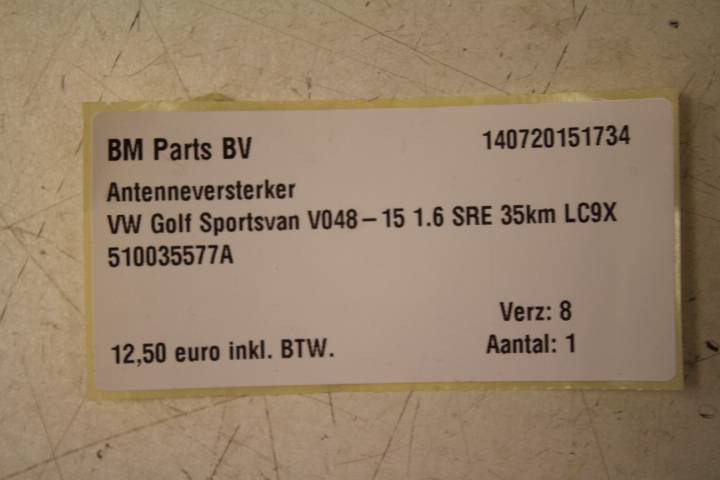 BM Parts BV 140720151734
Antenneversterker
VW Golf Sportsvan V048-15 1.6 SRE 35km LC9X
510035577A
Verz: 8
12,50 euro inkl. BTW. Aantal: 1